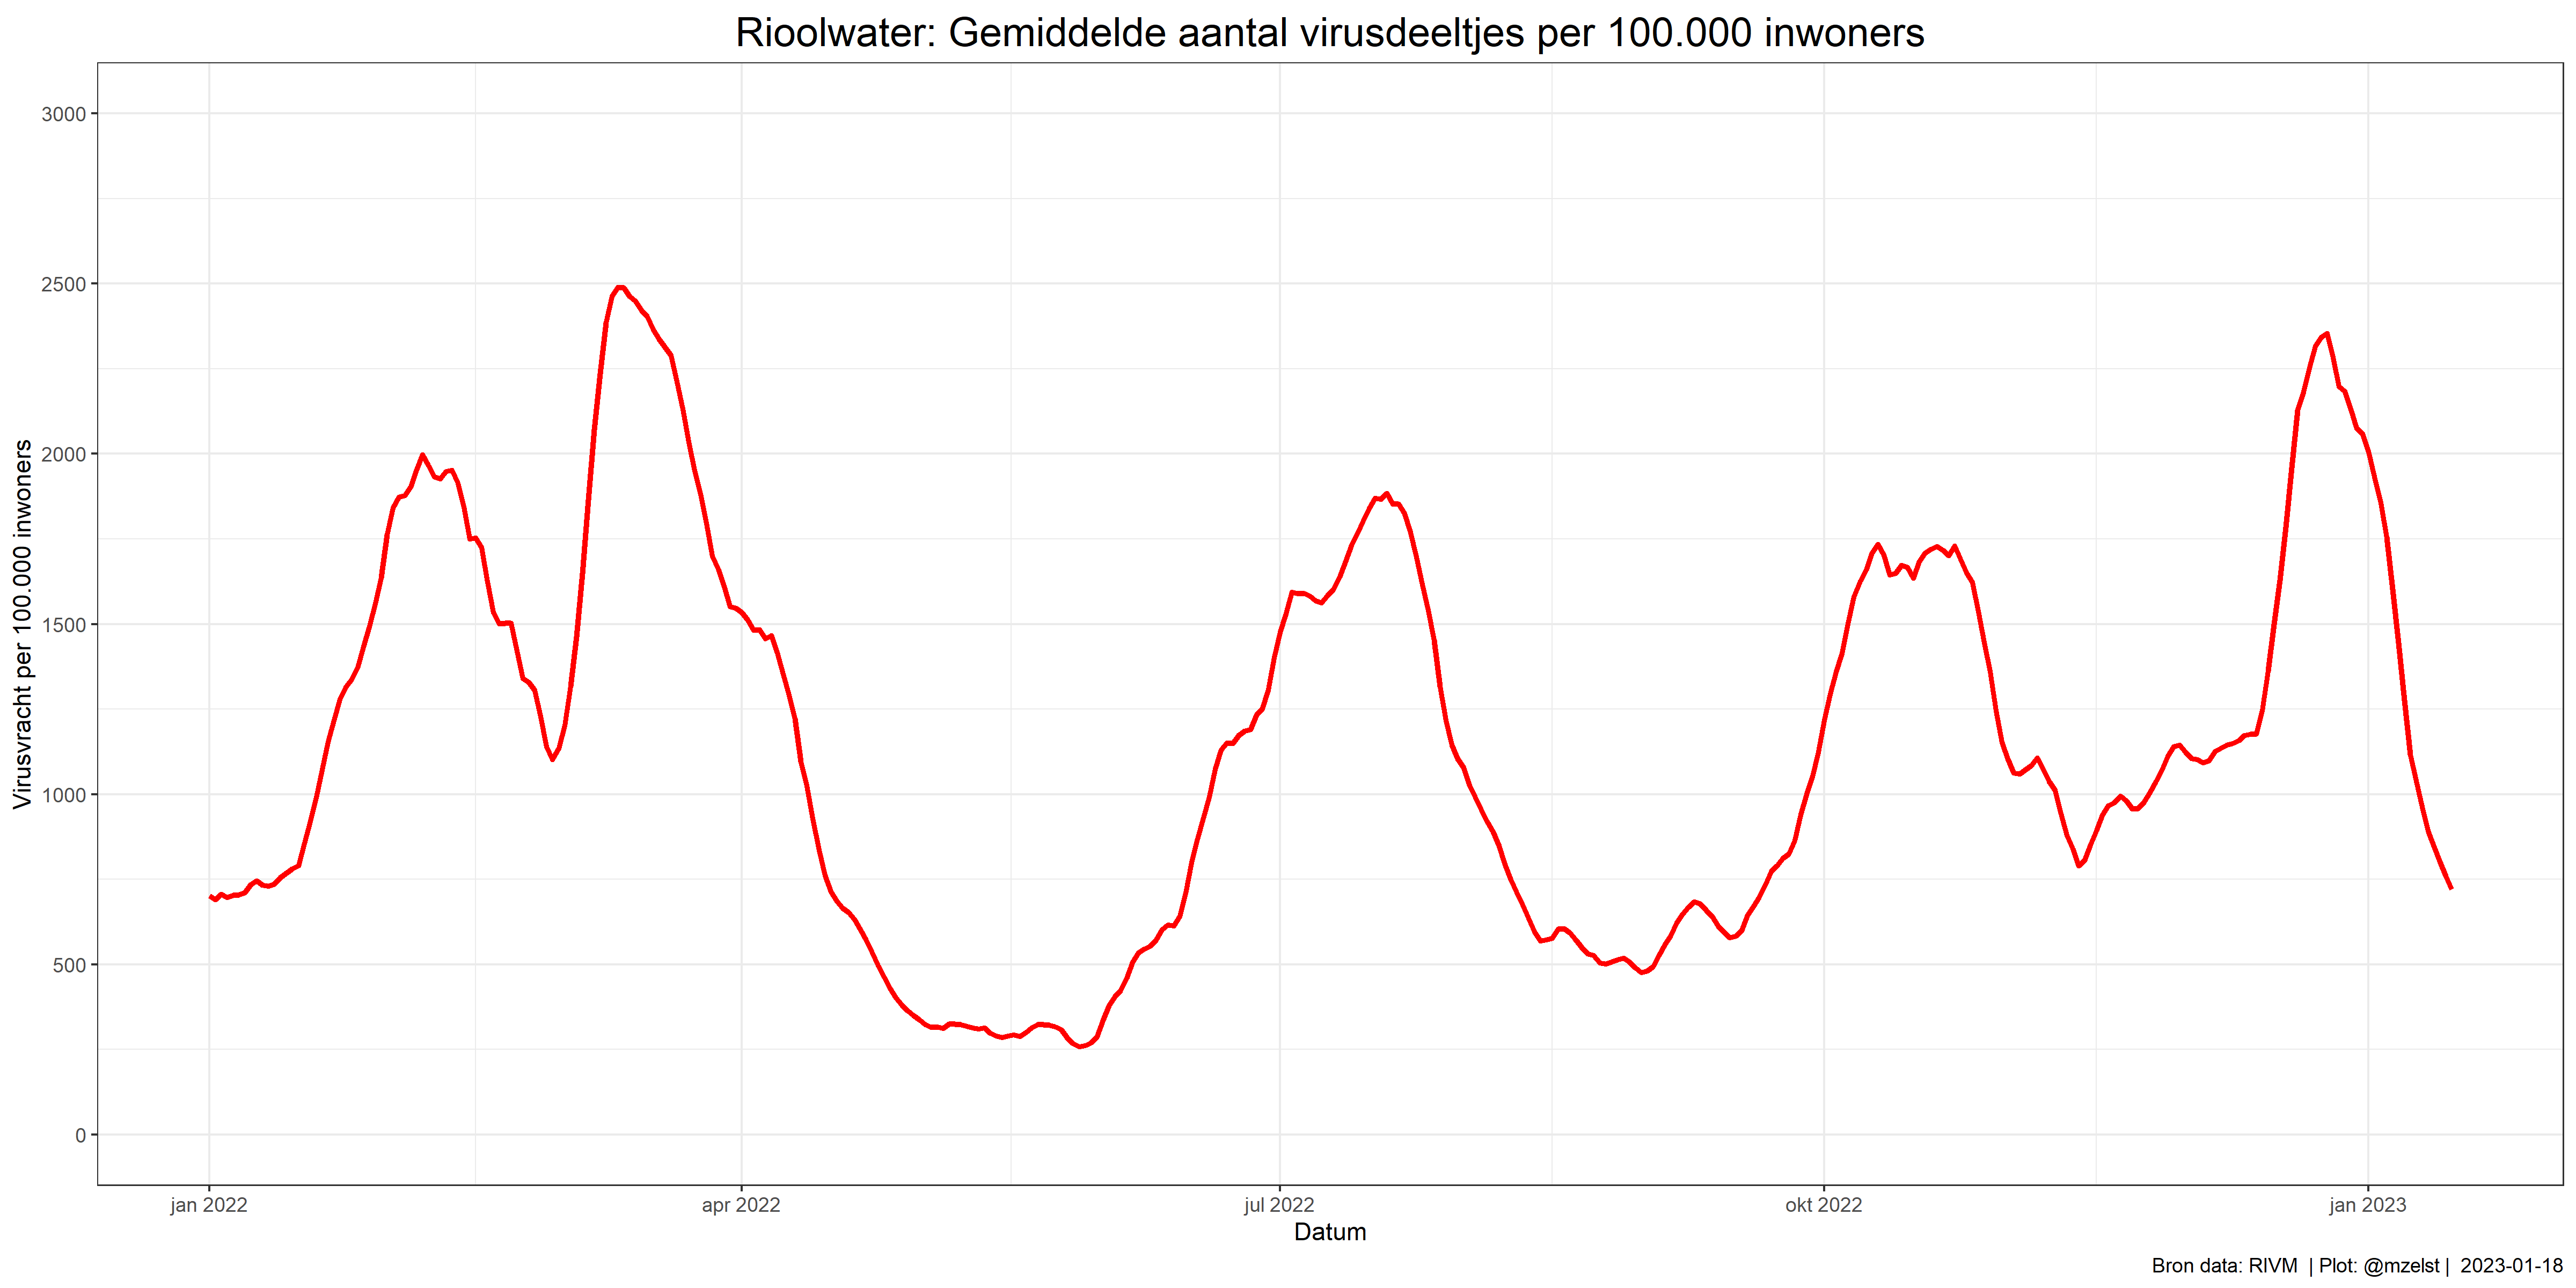 Rioolwater: Gemiddelde aantal virusdeeltjes per 100.000 inwoners
Virusvracht per 100.000 inwoners
3000
2500
2000
1500
1000
500
0
jan 2022 apr 2022 jul 2022 okt 2022 jan 2023
Datum
Bron data: RIVM | Plot: @mzelst | 2023-01-18